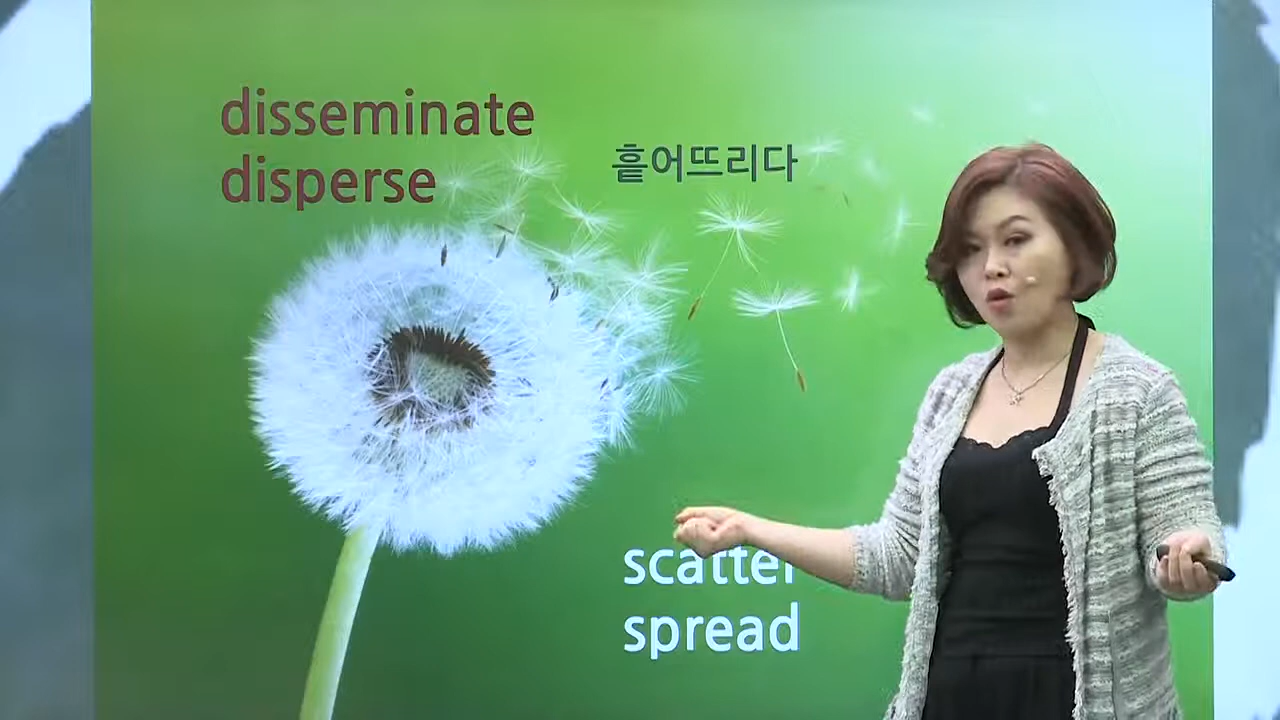 disseminate
disperse
흩어뜨리다
scatter
spread